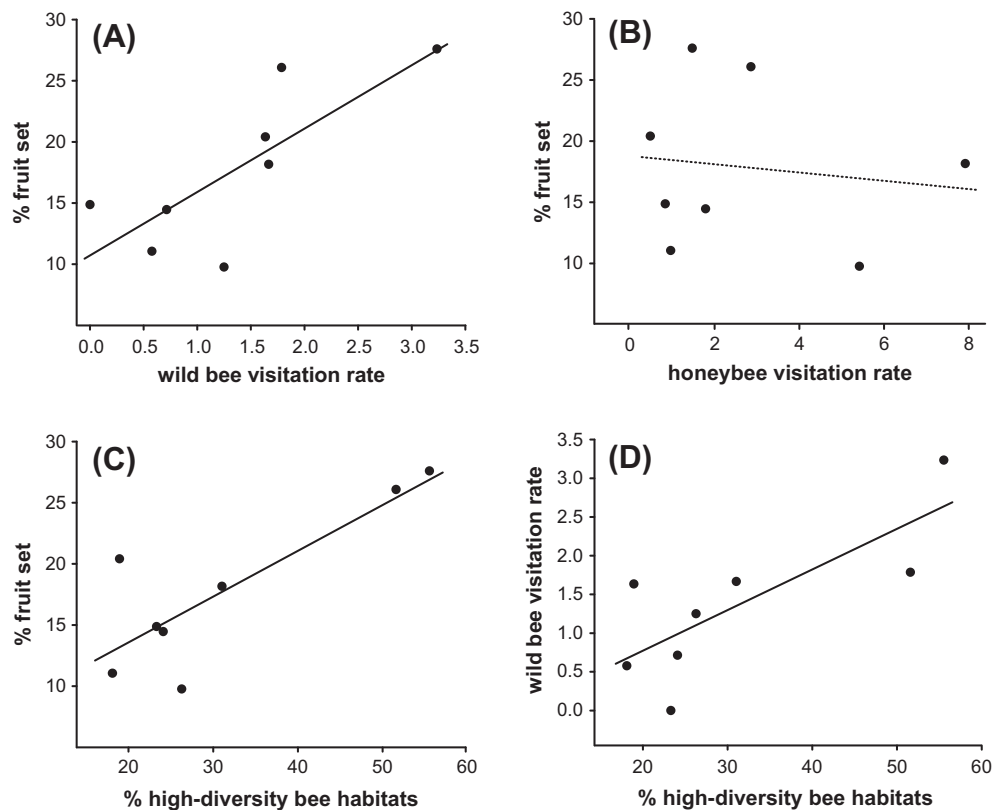 (A)
30
25
20
15
10
% fruit set
0.0 0.5 1.0 1.5 2.0 2.5 3.0 3.5
wild bee visitation rate
(B)
30
25
20
15
10
% fruit set
0 2 4 6 8
honeybee visitation rate
(C)
30
25
20
15
10
% fruit set
20 30 40 50 60
% high-diversity bee habitats
(D)
3.5
3.0
2.5
2.0
1.5
1.0
0.5
0.0
wild bee visitation rate
20 30 40 50 60
% high-diversity bee habitats